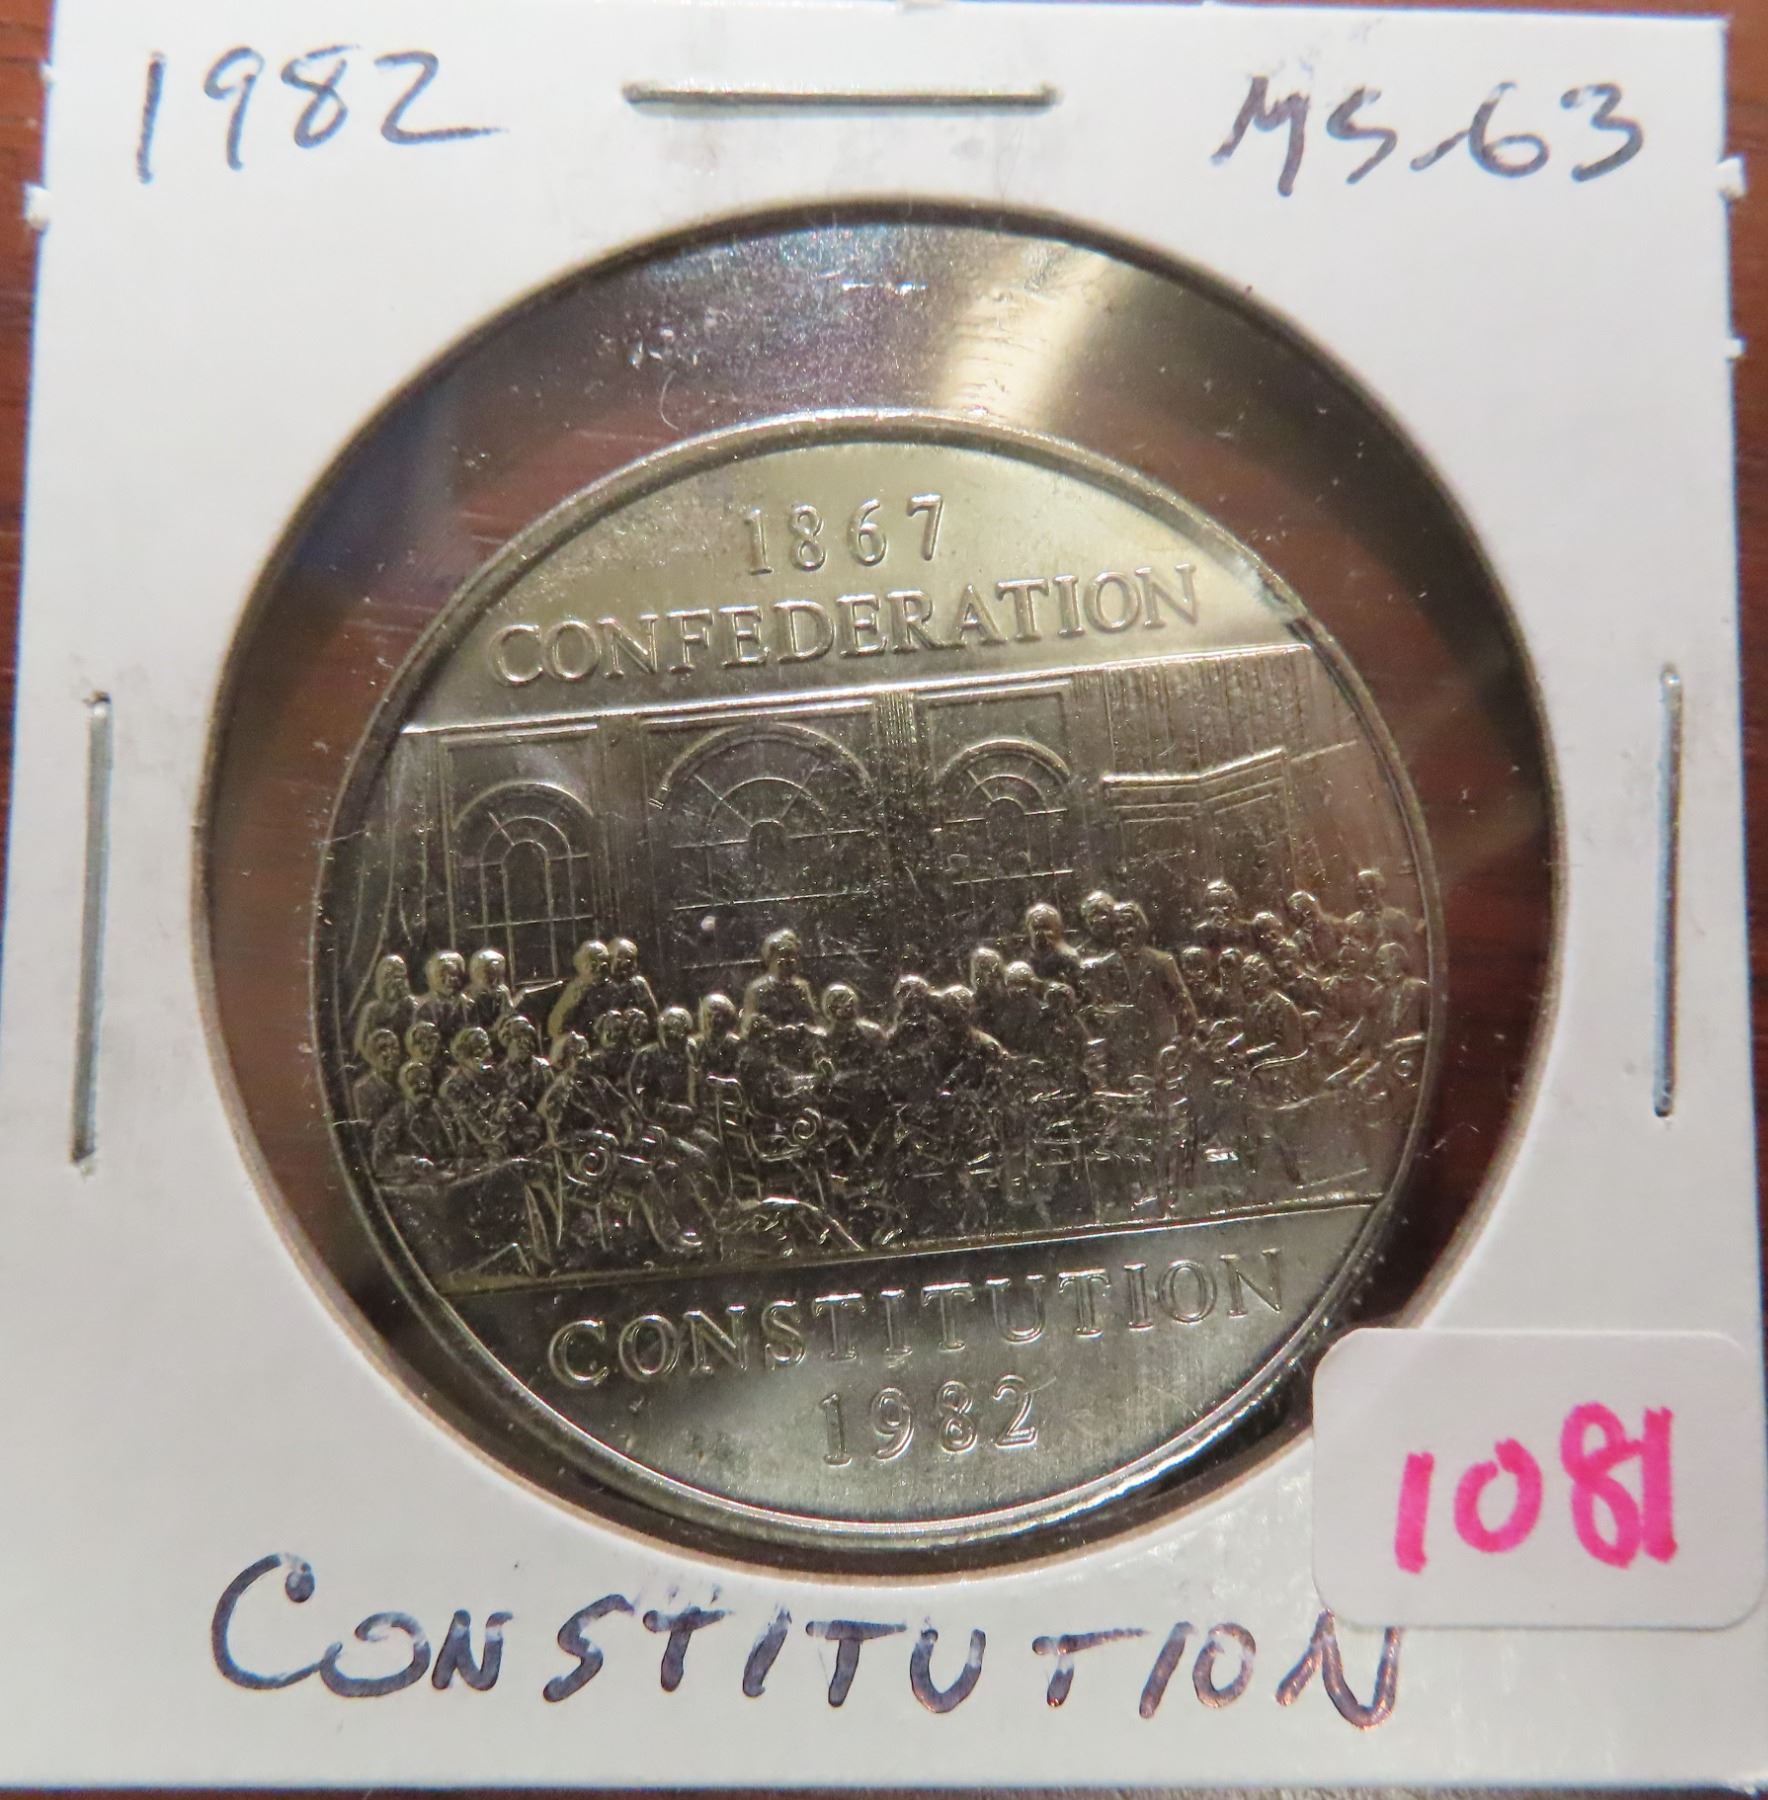 1982 MS-63
1867
CONFEDERATION
CONSTITUTION
1982
1081
CONSTITUTION